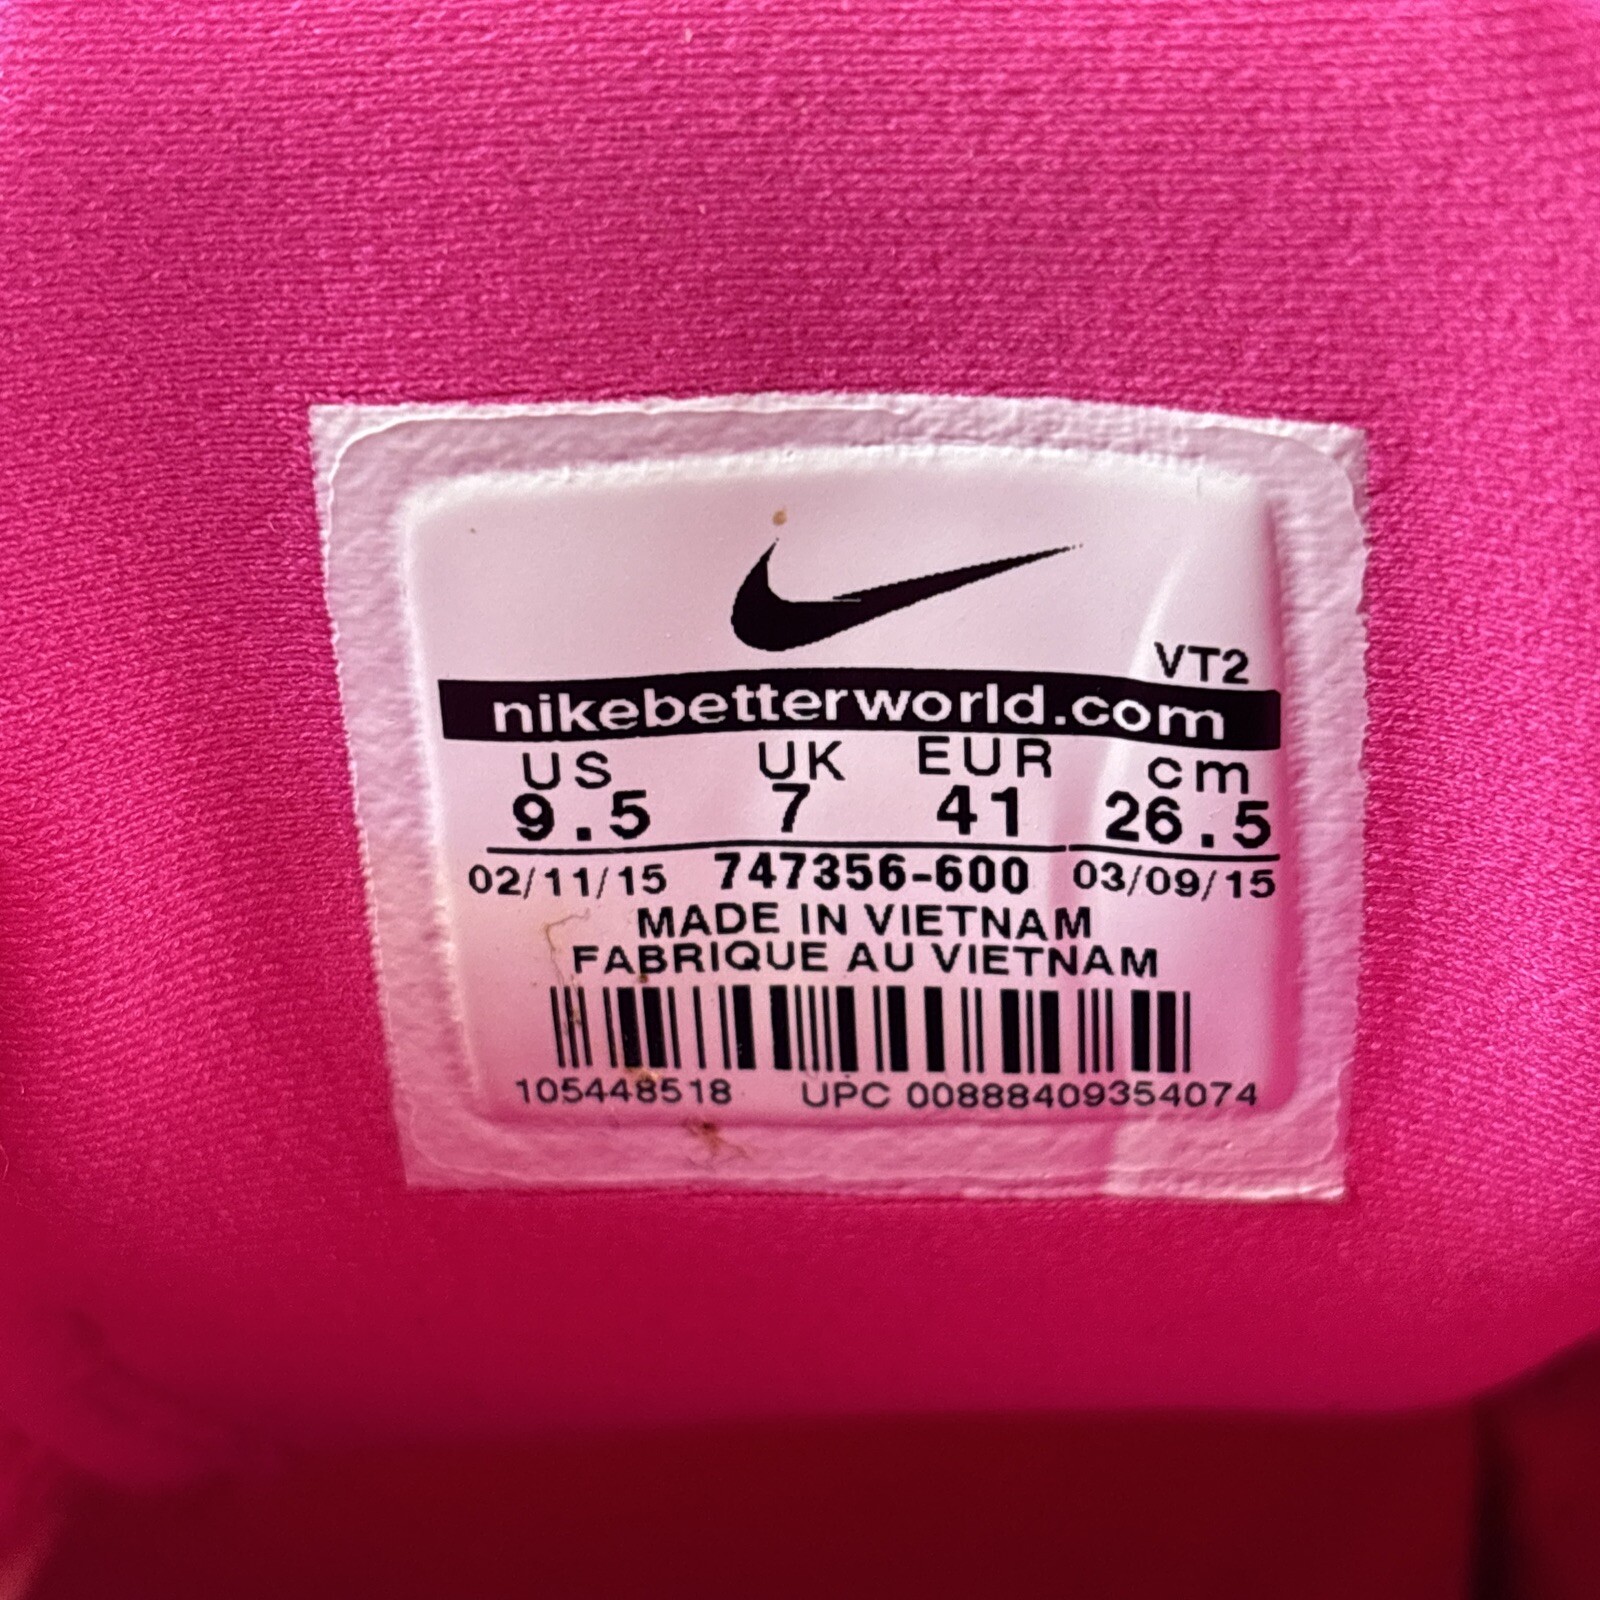 VT2
nikebetterworld.com
US UK EUR cm
9.5 7 41 26.5
02/11/15 747356-600 03/09/15
MADE IN VIETNAM
FABRIQUE AU VIETNAM
105448518 UPC 00888409354074